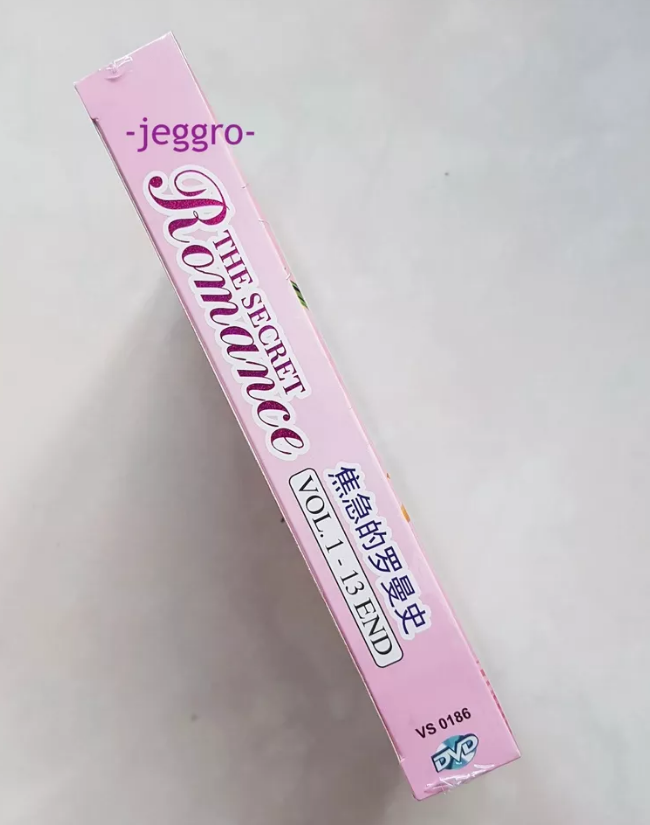 -jeggro-
THE SECRET
Romance
焦急的罗曼史
VOL. 1 - 13 END
VS 0186
DVD